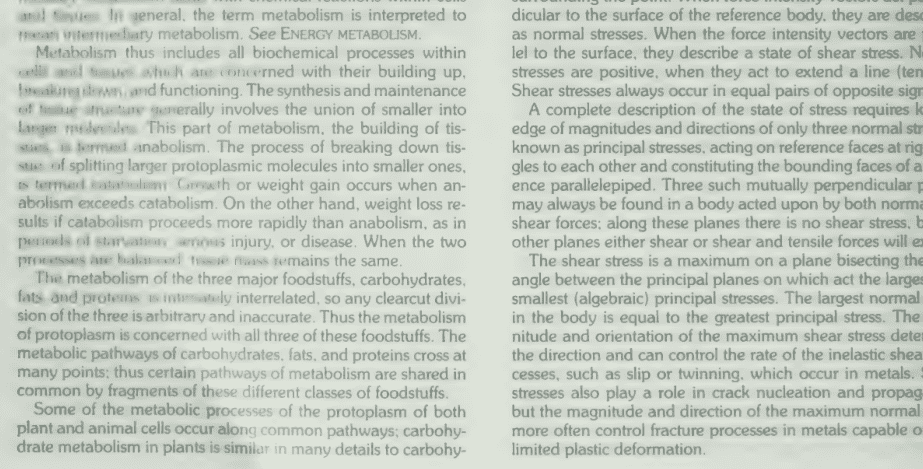 and tissues. In general, the term metabolism is interpreted to
mean intermediary metabolism. See ENERGY METABOLISM.
Metabolism thus includes all biochemical processes within
cells and tissues which are concerned with their building up,
breaking down, and functioning. The synthesis and maintenance
of tissue structure generally involves the union of smaller into
larger molecules. This part of metabolism, the building of tis-
sues, is termed anabolism. The process of breaking down tis-
sue, of splitting larger protoplasmic molecules into smaller ones,
is termed catabolism. Growth or weight gain occurs when an-
abolism exceeds catabolism. On the other hand, weight loss re-
sults if catabolism proceeds more rapidly than anabolism, as in
periods of starvation, serious injury, or disease. When the two
processes are balanced, tissue mass remains the same.
The metabolism of the three major foodstuffs, carbohydrates,
fats, and proteins, is intimately interrelated, so any clearcut divi-
sion of the three is arbitrary and inaccurate. Thus the metabolism
of protoplasm is concerned with all three of these foodstuffs. The
metabolic pathways of carbohydrates, fats, and proteins cross at
many points; thus certain pathways of metabolism are shared in
common by fragments of these different classes of foodstuffs.
Some of the metabolic processes of the protoplasm of both
plant and animal cells occur along common pathways; carbohy-
drate metabolism in plants is similar in many details to carbohy-
dicular to the surface of the reference body, they are
as normal stresses. When the force intensity vectors are
lel to the surface, they describe a state of shear stress.
stresses are positive, when they act to extend a line
Shear stresses always occur in equal pairs of opposite
A complete description of the state of stress requires
edge of magnitudes and directions of only three normal
known as principal stresses, acting on reference faces at
gles to each other and constituting the bounding faces of a
ence parallelepiped. Three such mutually perpendicular
may always be found in a body acted upon by both
shear forces; along these planes there is no shear stress,
other planes either shear or shear and tensile forces will
The shear stress is a maximum on a plane bisecting the
angle between the principal planes on which act the
smallest (algebraic) principal stresses. The largest normal
in the body is equal to the greatest principal stress. The
nitude and orientation of the maximum shear stress
the direction and can control the rate of the inelastic
cesses, such as slip or twinning, which occur in metals.
stresses also play a role in crack nucleation and
but the magnitude and direction of the maximum normal
more often control fracture processes in metals capable
limited plastic deformation.